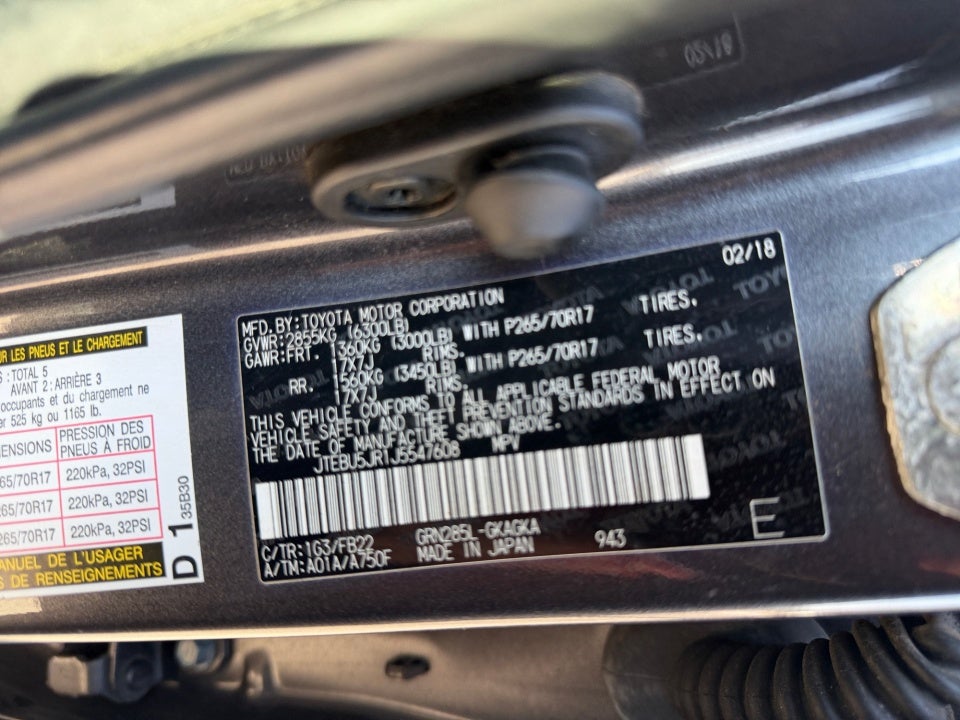 02/18
MFD.BY:TOYOTA MOTOR CORPORATION
GVWR:2855KG (6300LB)
GAWR:FRT. 1360KG (3000LB) WITH P265/70R17 TIRES.
17X7J RIMS.
RR. 1560KG (3450LB) WITH P265/70R17 TIRES.
17X7J RIMS.
THIS VEHICLE CONFORMS TO ALL APPLICABLE FEDERAL MOTOR
VEHICLE SAFETY AND THEFT PREVENTION STANDARDS IN EFFECT ON
THE DATE OF MANUFACTURE SHOWN ABOVE.
JTEBU5JR1J5547608 MPV
C/TR:1G3/FB22 GRN285L-GKAGKA 943
A/TM:A01A/A750F MADE IN JAPAN
E
UR LES PNEUS ET LE CHARGEMENT
: TOTAL 5
AVANT 2 : ARRIÈRE 3
occupants et du chargement ne
er 525 kg ou 1165 lb.
ENSIONS PRESSION DES
PNEUS À FROID
265/70R17 220kPa, 32PSI
265/70R17 220kPa, 32PSI
265/70R17 220kPa, 32PSI
MANUEL DE L'USAGER
S DE RENSEIGNEMENTS
D 1 35B30